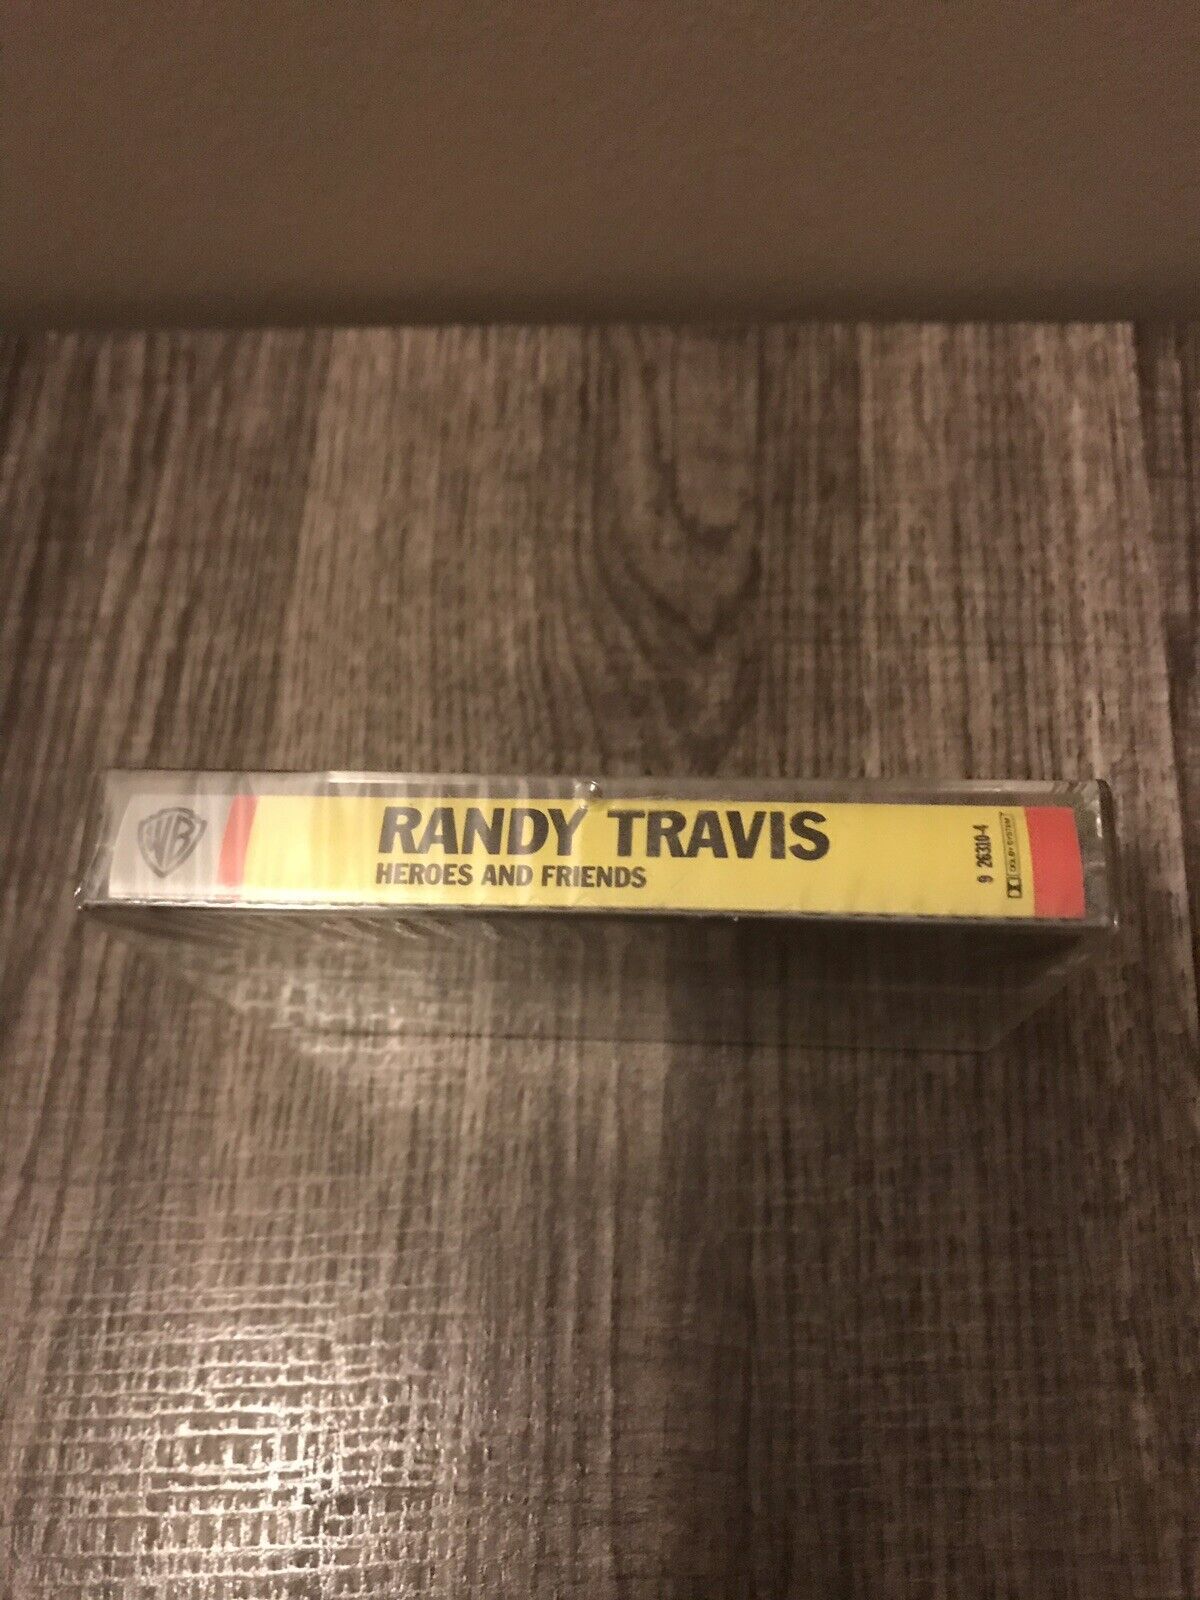 WB
RANDY TRAVIS
HEROES AND FRIENDS
9 26310-4
DOLBY SYSTEM